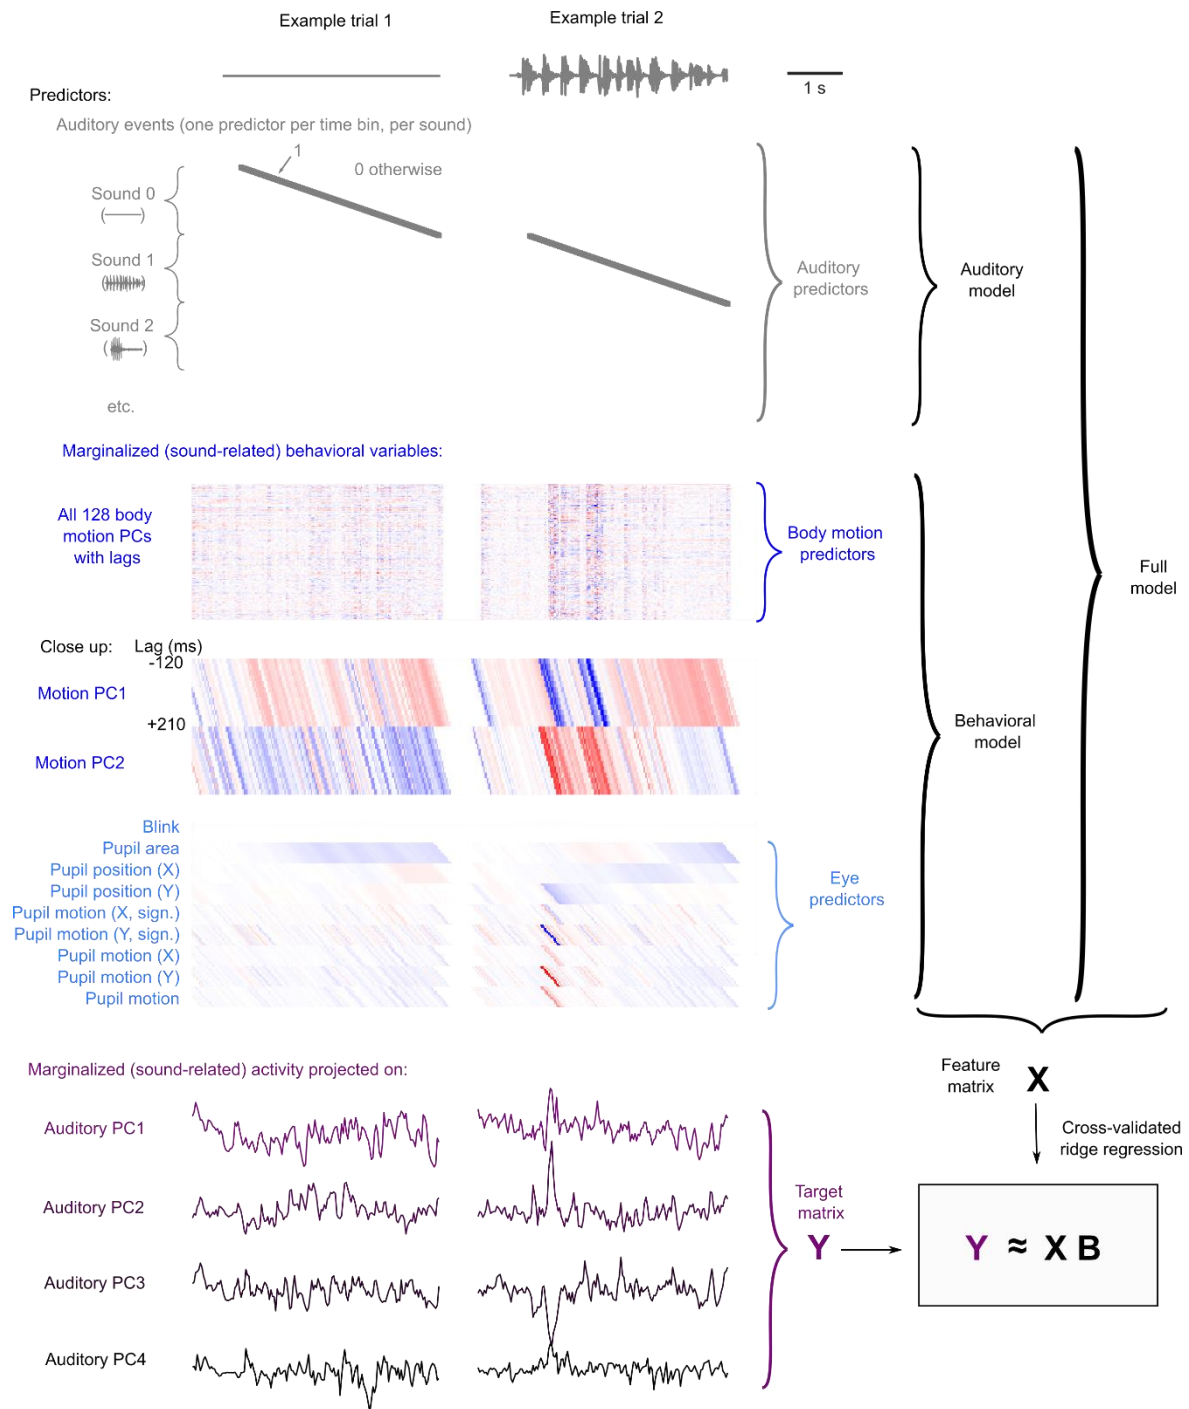 Example trial 1
Example trial 2
1 s
Predictors:
Auditory events (one predictor per time bin, per sound)
1
0 otherwise
Sound 0
Sound 1
Sound 2
etc.
Auditory
predictors
Auditory
model
Marginalized (sound-related) behavioral variables:
All 128 body
motion PCs
with lags
Body motion
predictors
Full
model
Close up:
Lag (ms)
-120
Motion PC1
+210
Motion PC2
Behavioral
model
Blink
Pupil area
Pupil position (X)
Pupil position (Y)
Pupil motion (X, sign.)
Pupil motion (Y, sign.)
Pupil motion (X)
Pupil motion (Y)
Pupil motion
Eye
predictors
Marginalized (sound-related) activity projected on:
Auditory PC1
Auditory PC2
Auditory PC3
Auditory PC4
Target
matrix
Y
Feature
matrix
X
Cross-validated
ridge regression
Y ≈ X B